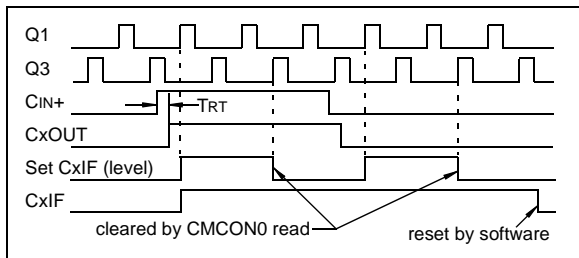 Q1
Q3
CIN+
TRT
CxOUT
Set CxIF (level)
CxIF
cleared by CMCON0 read
reset by software